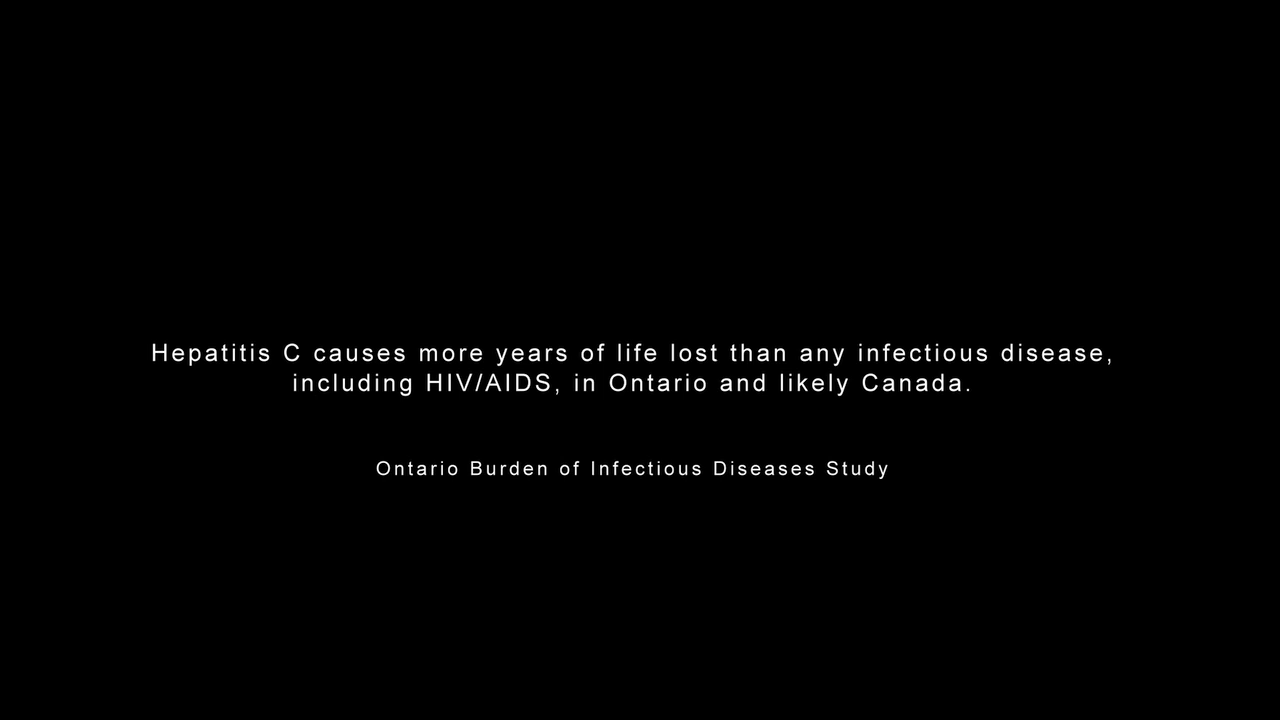 Hepatitis C causes more years of life lost than any infectious disease,
including HIV/AIDS, in Ontario and likely Canada.
Ontario Burden of Infectious Diseases Study